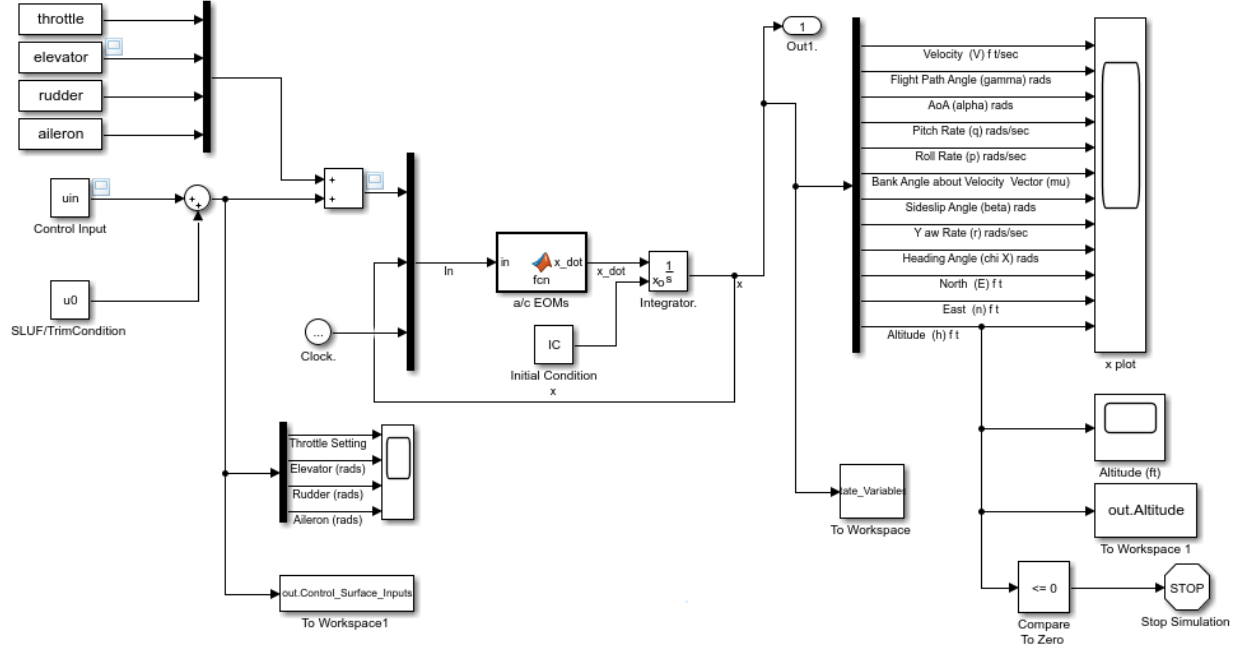 throttle
elevator
rudder
aileron
uin
Control Input
+
+
u0
SLUF/TrimCondition
+
+
...
Clock.
In
in
x_dot
fcn
a/c EOMs
x_dot
1
s
xo
Integrator.
IC
Initial Condition
x
x
1
Out1.
Velocity (V) f t/sec
Flight Path Angle (gamma) rads
AoA (alpha) rads
Pitch Rate (q) rads/sec
Roll Rate (p) rads/sec
Bank Angle about Velocity Vector (mu)
Sideslip Angle (beta) rads
Y aw Rate (r) rads/sec
Heading Angle (chi X) rads
North (E) f t
East (n) f t
Altitude (h) f t
x plot
Throttle Setting
Elevator (rads)
Rudder (rads)
Aileron (rads)
out.Control_Surface_Inputs
To Workspace1
tate_Variables
To Workspace
Altitude (ft)
out.Altitude
To Workspace 1
<= 0
Compare
To Zero
STOP
Stop Simulation